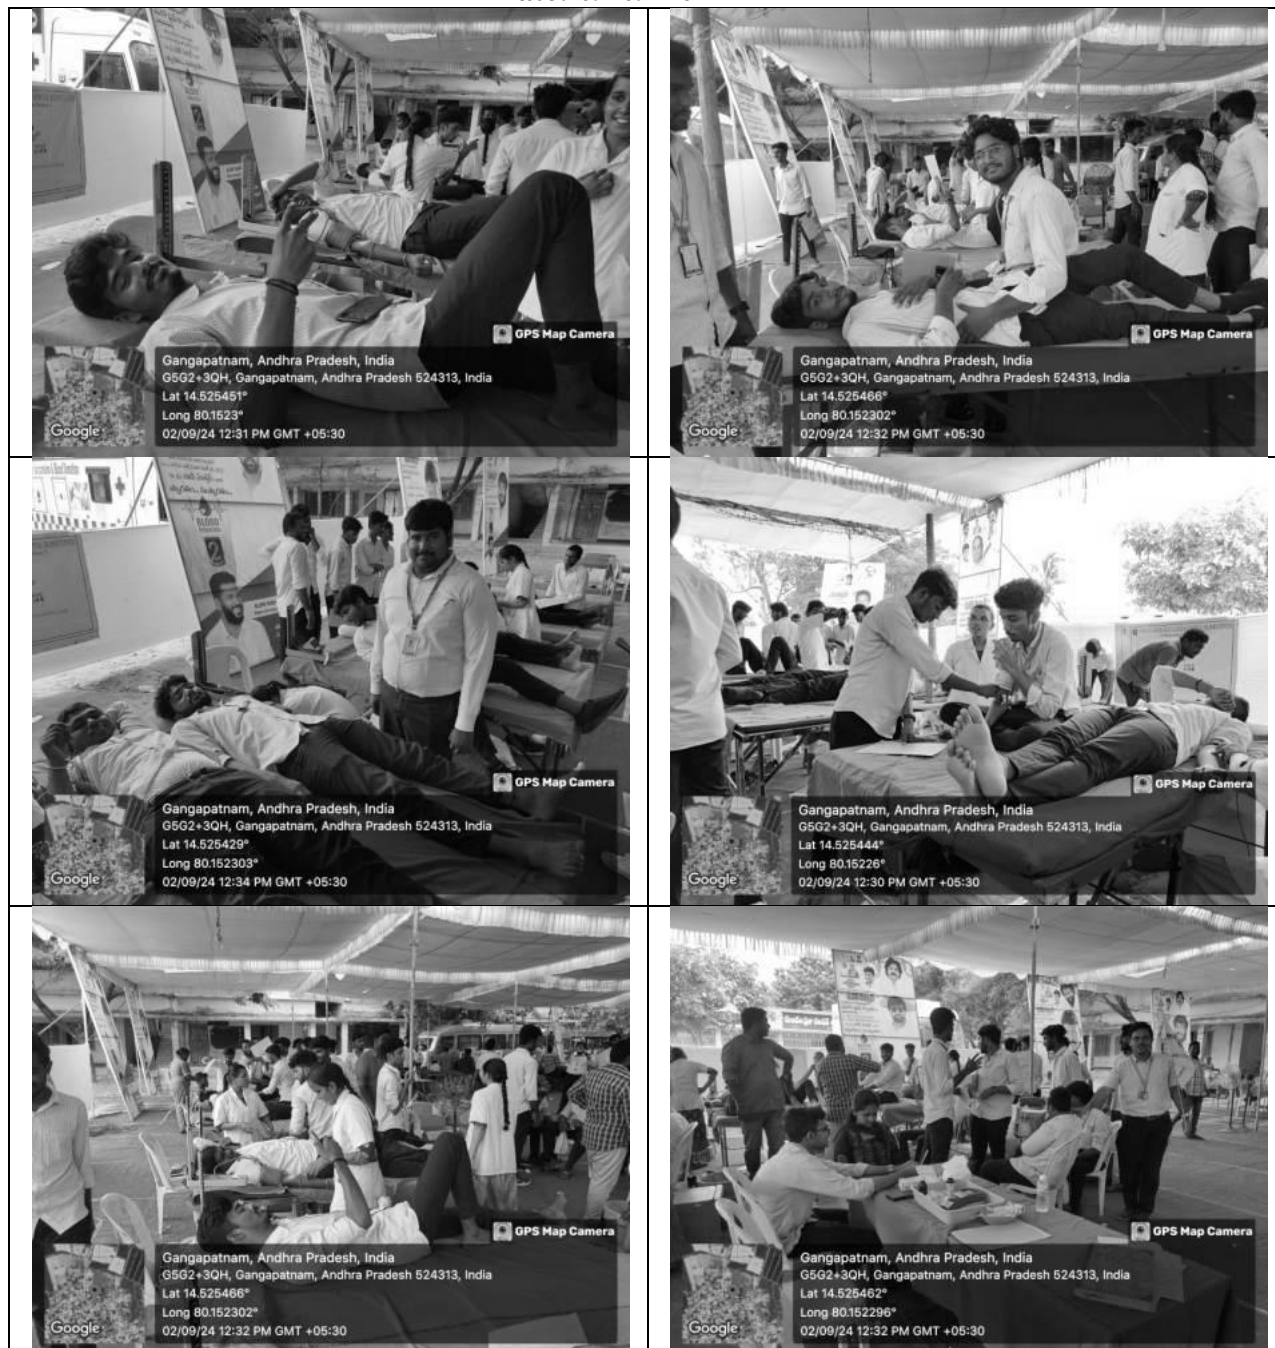 GPS Map Camera
Gangapatnam, Andhra Pradesh, India
G5G2+3QH, Gangapatnam, Andhra Pradesh 524313, India
Lat 14.525451°
Long 80.1523°
02/09/24 12:31 PM GMT +05:30
Google
GPS Map Camera
Gangapatnam, Andhra Pradesh, India
G5G2+3QH, Gangapatnam, Andhra Pradesh 524313, India
Lat 14.525466°
Long 80.152302°
02/09/24 12:32 PM GMT +05:30
Google
BLOOD
GPS Map Camera
Gangapatnam, Andhra Pradesh, India
G5G2+3QH, Gangapatnam, Andhra Pradesh 524313, India
Lat 14.525429°
Long 80.152303°
02/09/24 12:34 PM GMT +05:30
Google
GPS Map Camera
Gangapatnam, Andhra Pradesh, India
G5G2+3QH, Gangapatnam, Andhra Pradesh 524313, India
Lat 14.525444°
Long 80.15226°
02/09/24 12:30 PM GMT +05:30
Google
GPS Map Camera
Gangapatnam, Andhra Pradesh, India
G5G2+3QH, Gangapatnam, Andhra Pradesh 524313, India
Lat 14.525466°
Long 80.152302°
02/09/24 12:32 PM GMT +05:30
Google
GPS Map Camera
Gangapatnam, Andhra Pradesh, India
G5G2+3QH, Gangapatnam, Andhra Pradesh 524313, India
Lat 14.525462°
Long 80.152296°
02/09/24 12:32 PM GMT +05:30
Google